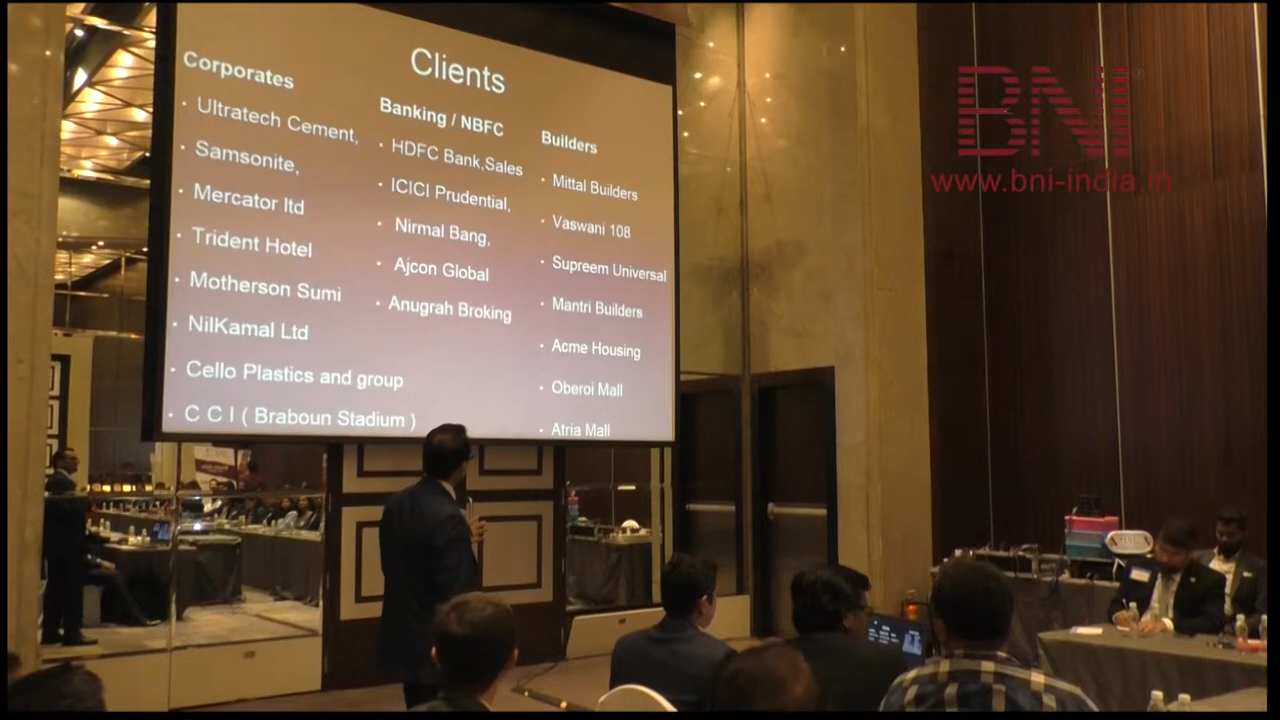 Clients
Corporates
Ultratech Cement,
Samsonite,
Mercator ltd
Trident Hotel
Motherson Sumi
NilKamal Ltd
Cello Plastics and group
C C I ( Braboun Stadium )
Banking / NBFC
HDFC Bank,Sales
ICICI Prudential,
Nirmal Bang,
Ajcon Global
Anugrah Broking
Builders
Mittal Builders
Vaswani 108
Supreem Universal
Mantri Builders
Acme Housing
Oberoi Mall
Atria Mall
BNI
www.bni-india.in